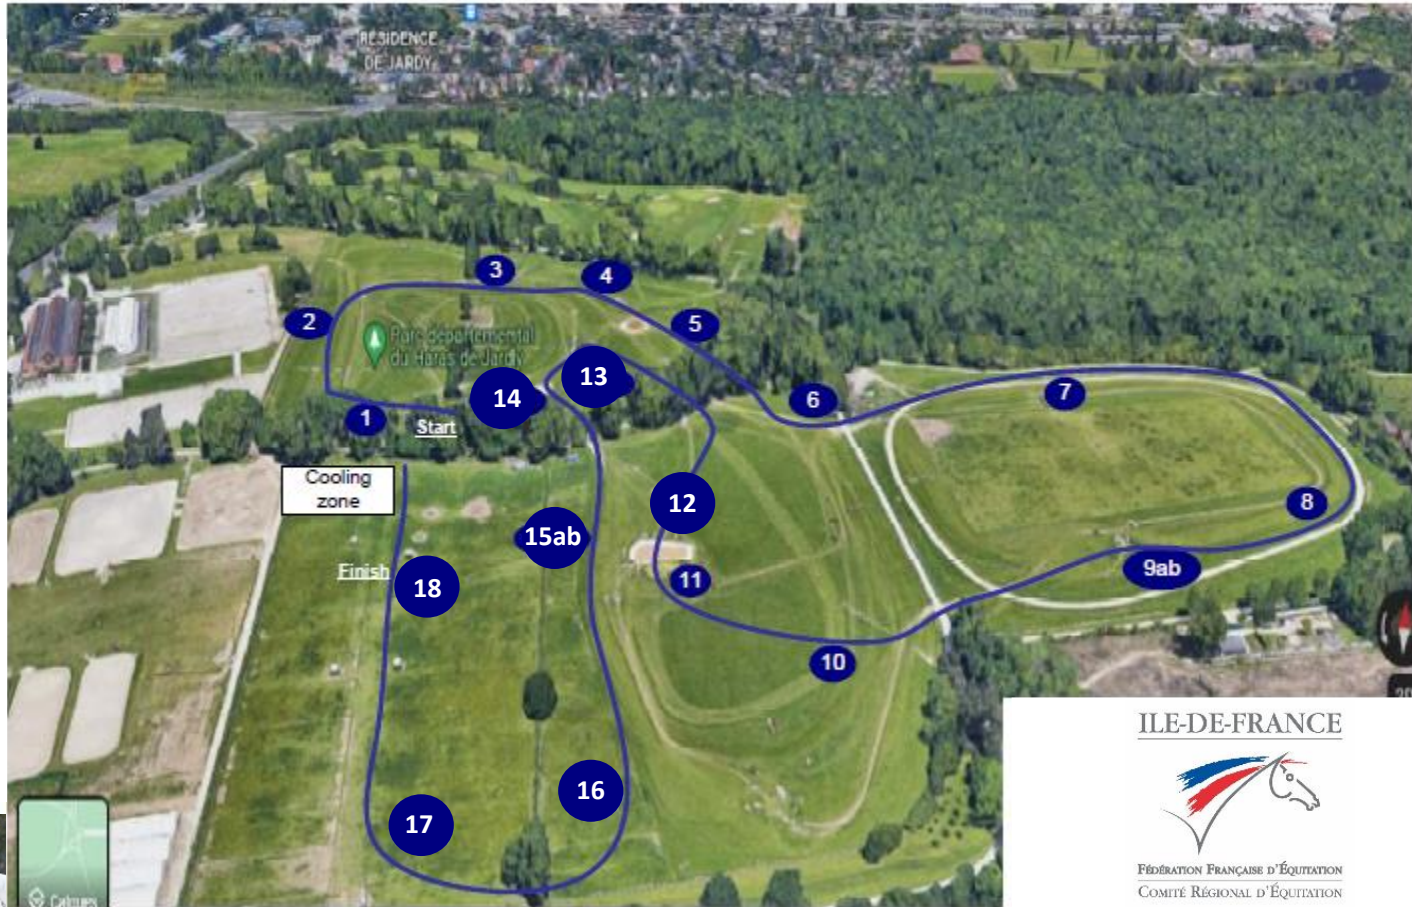 RESIDENCE
DE JARDY
3
4
2
5
Parc départemental
du Haras de Jardy
13
14
6
7
1
Start
Cooling
zone
12
8
15ab
9ab
Finish
18
11
10
16
17
ILE-DE-FRANCE
FÉDÉRATION FRANÇAISE D'ÉQUITATION
COMITÉ RÉGIONAL D'ÉQUITATION
Calques